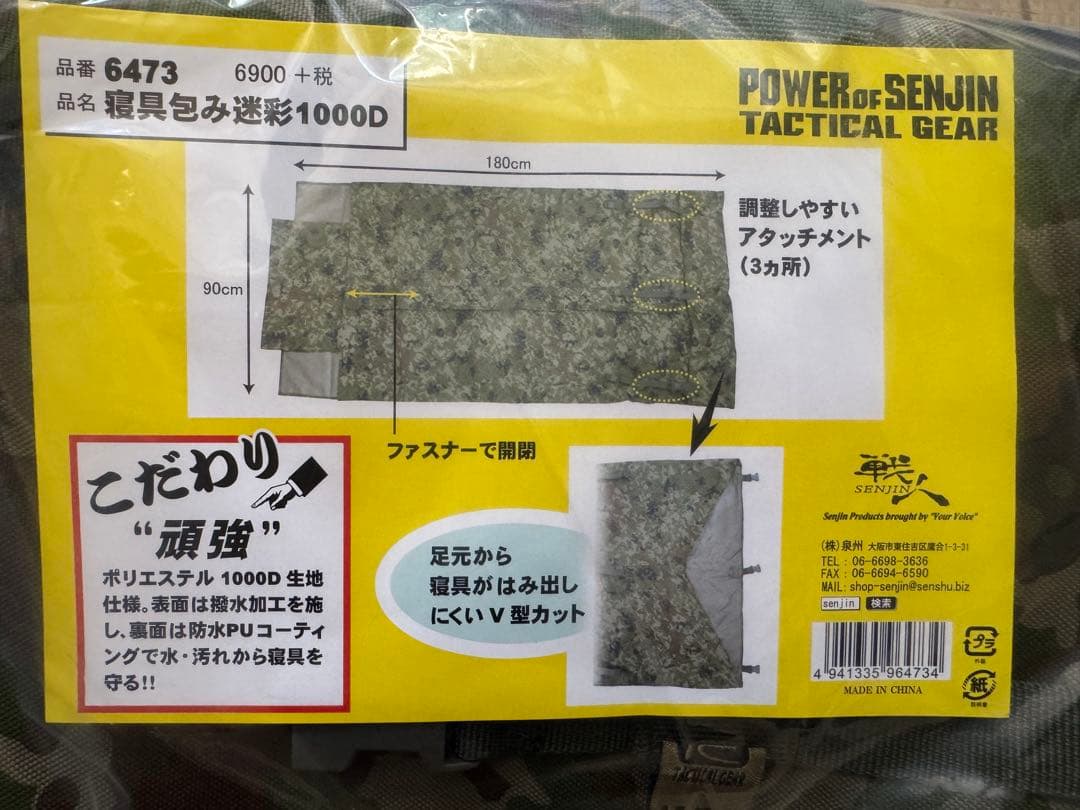 品番 6473 6900 +税
品名 寝具包み迷彩1000D
POWER OF SENJIN
TACTICAL GEAR
180cm
90cm
調整しやすい
アタッチメント
(3ヵ所)
ファスナーで開閉
こだわり
“頑強”
ポリエステル 1000D 生地
仕様。表面は撥水加工を施
し、裏面は防水PUコーティ
ングで水・汚れから寝具を
守る!!
足元から
寝具がはみ出し
にくい V 型カット
戦人
SENJIN
Senjin Products brought by "Your Voice"
(株)泉州 大阪市東住吉区鷹合1-3-31
TEL : 06-6698-3636
FAX : 06-6694-6590
MAIL: shop-senjin@senshu.biz
senjin 検索
4 941335 964734
MADE IN CHINA
プラ
外装
紙
説明書
TACTICAL GEAR